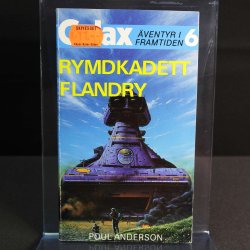 Galax
ÄVENTYR I
FRAMTIDEN 6
RYMDKADETT
FLANDRY
POUL ANDERSON